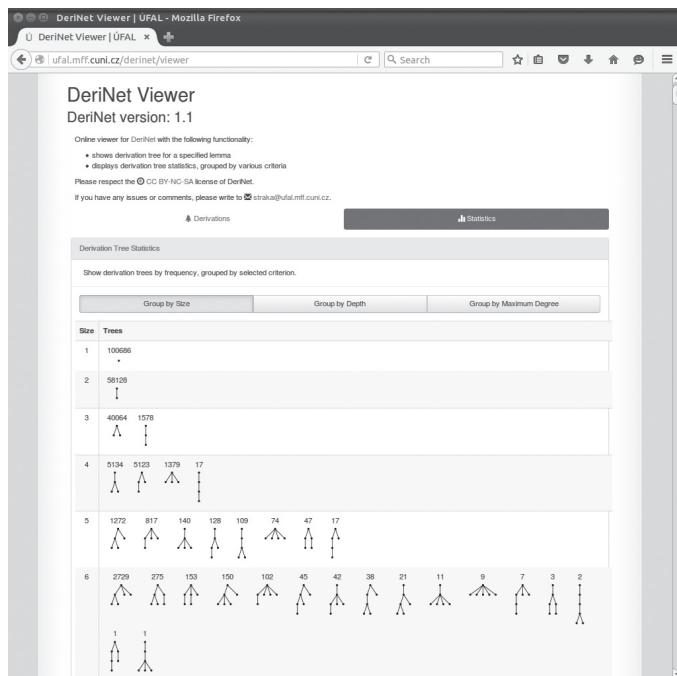 DeriNet Viewer | ÚFAL - Mozilla Firefox
Ú DeriNet Viewer | ÚFAL ×
ufal.mff.cuni.cz/derinet/viewer
Search
DeriNet Viewer
DeriNet version: 1.1
Online viewer for DeriNet with the following functionality:
• shows derivation tree for a specified lemma
• displays derivation tree statistics, grouped by various criteria
Please respect the CC BY-NC-SA license of DeriNet.
If you have any issues or comments, please write to straka@ufal.mff.cuni.cz.
Derivations Statistics
Derivation Tree Statistics
Show derivation trees by frequency, grouped by selected criterion.
Group by Size Group by Depth Group by Maximum Degree
Size Trees
1 100686
2 58128
3 40064 1578
4 5134 5123 1379 17
5 1272 817 140 128 109 74 47 17
6 2729 275 153 150 102 45 42 38 21 11 9 7 3 2
1 1